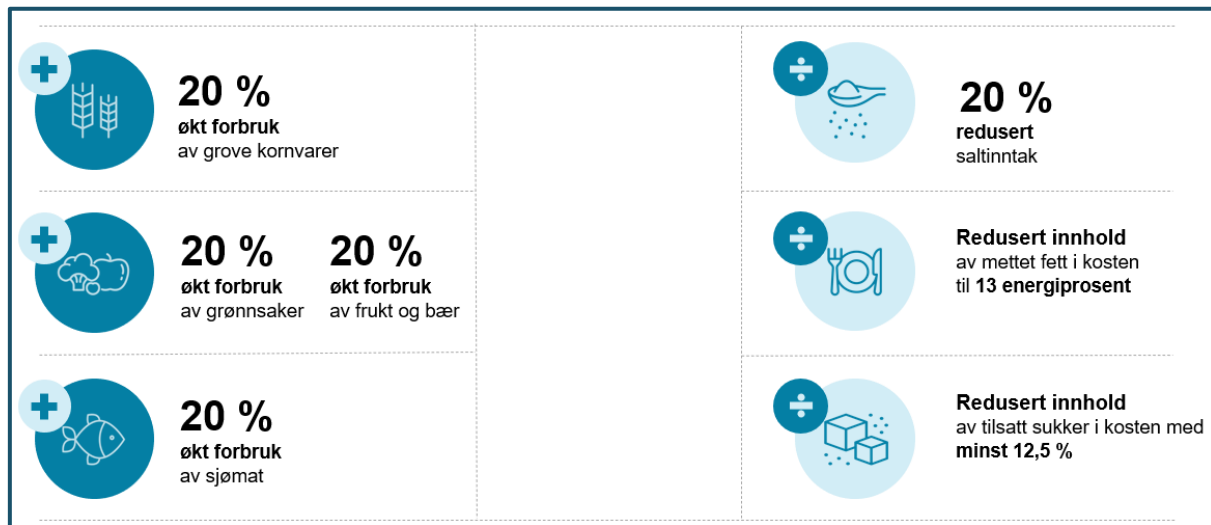 20 %
økt forbruk
av grove kornvarer
20 %
økt forbruk
av grønnsaker
20 %
økt forbruk
av frukt og bær
20 %
økt forbruk
av sjømat
20 %
redusert
saltinntak
Redusert innhold
av mettet fett i kosten
til 13 energiprosent
Redusert innhold
av tilsatt sukker i kosten med
minst 12,5 %